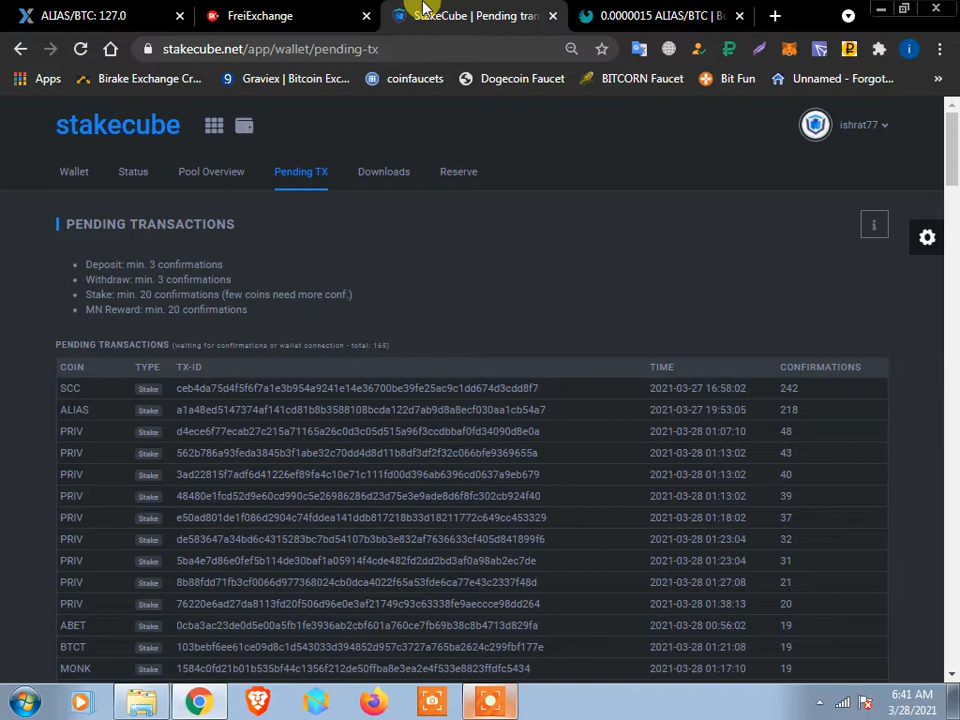 ALIAS/BTC: 127.0
FreiExchange
StakeCube | Pending tran
0.0000015 ALIAS/BTC | Bu
stakecube.net/app/wallet/pending-tx
Apps
Birake Exchange Cr...
Graviex | Bitcoin Exc...
coinfaucets
Dogecoin Faucet
BITCORN Faucet
Bit Fun
Unnamed - Forgot...
»
stakecube
ishrat77
Wallet
Status
Pool Overview
Pending TX
Downloads
Reserve
PENDING TRANSACTIONS
Deposit: min. 3 confirmations
Withdraw: min. 3 confirmations
Stake: min. 20 confirmations (few coins need more conf.)
MN Reward: min. 20 confirmations
PENDING TRANSACTIONS (waiting for confirmations or wallet connection - total: 165)
COIN TYPE TX-ID TIME CONFIRMATIONS
SCC Stake ceb4da75d4f5f6f7a1e3b954a9241e14e36700be39fe25ac9c1dd674d3cdd8f7 2021-03-27 16:58:02 242
ALIAS Stake a1a48ed5147374af141cd81b8b3588108bcda122d7ab9d8a8ecf030aa1cb54a7 2021-03-27 19:53:05 218
PRIV Stake d4ece6f77ecab27c215a71165a26c0d3c05d515a96f3ccdbbaf0fd34090d8e0a 2021-03-28 01:07:10 48
PRIV Stake 562b786a93feda3845b3f1abe32c70dd4d8d11b8df3df2f32c066bfe9369655a 2021-03-28 01:13:02 43
PRIV Stake 3ad22815f7adf6d41226ef89fa4c10e71c111fd00d396ab6396cd0637a9eb679 2021-03-28 01:13:02 40
PRIV Stake 48480e1fcd52d9e60cd990c5e26986286d23d75e3e9ade8d6f8fc302cb924f40 2021-03-28 01:13:02 39
PRIV Stake e50ad801de1f086d2904c74fddea141ddb817218b33d18211772c649cc453329 2021-03-28 01:18:02 37
PRIV Stake de583647a34bd6c4315283bc7bd54107b3bb3e832af7636633cf405d841899f6 2021-03-28 01:23:04 32
PRIV Stake 5ba4e7d86e0fef5b114de30baf1a05914f4cde482fd2dd2bd3af0a98ab2ec7de 2021-03-28 01:23:04 31
PRIV Stake 8b88fdd71fb3cf0066d977368024cb0dca4022f65a53fde6ca77e43c2337f48d 2021-03-28 01:27:08 21
PRIV Stake 76220e6ad27da8113fd20f506d96e0e3af21749c93c63338fe9aeccce98dd264 2021-03-28 01:38:13 20
ABET Stake 0cba3ac23de0d5e00a5fb1fe3936ab2cbf601a760ce7fb69b38c8b4713d829fa 2021-03-28 00:56:02 19
BTCT Stake 103bebf6ee61ce09d8c1d543033d394952d957c3727a765ba2624c299fbf177e 2021-03-28 01:21:08 19
MONK Stake 1584c0fd21b01b535bf44c1356f212de50ffba8e3ea2e4f533e8823ffdfc5434 2021-03-28 01:17:10 19
6:41 AM
3/28/2021